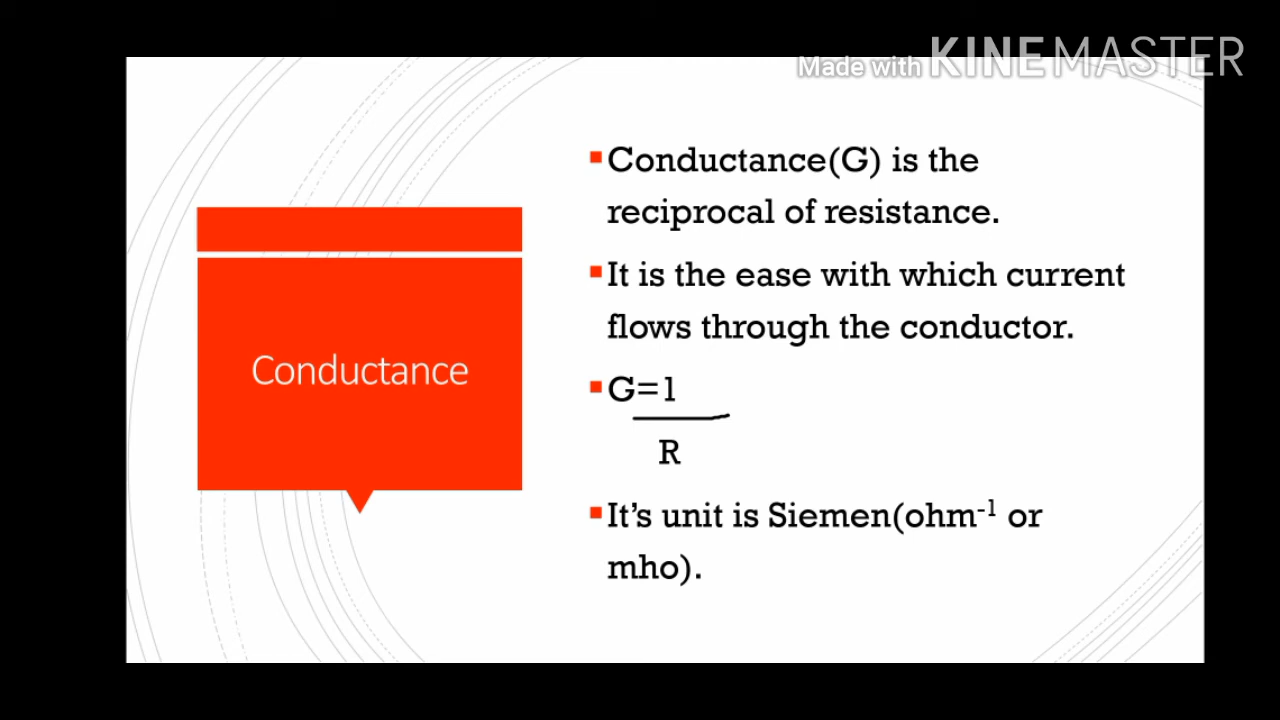 Made with KINEMASTER
Conductance(G) is the
reciprocal of resistance.
It is the ease with which current
flows through the conductor.
Conductance
G=1
R
It's unit is Siemen(ohm⁻¹ or
mho).